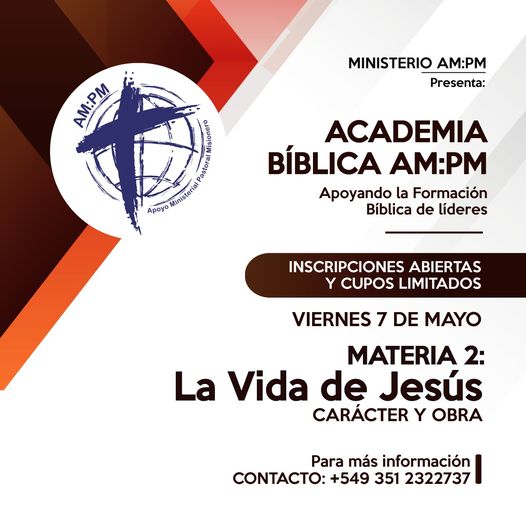 AM:PM
Apoyo Ministerial Pastoral Misionero
MINISTERIO AM:PM
Presenta:
ACADEMIA
BÍBLICA AM:PM
Apoyando la Formación
Bíblica de líderes
INSCRIPCIONES ABIERTAS
Y CUPOS LIMITADOS
VIERNES 7 DE MAYO
MATERIA 2:
La Vida de Jesús
CARÁCTER Y OBRA
Para más información
CONTACTO: +549 351 2322737